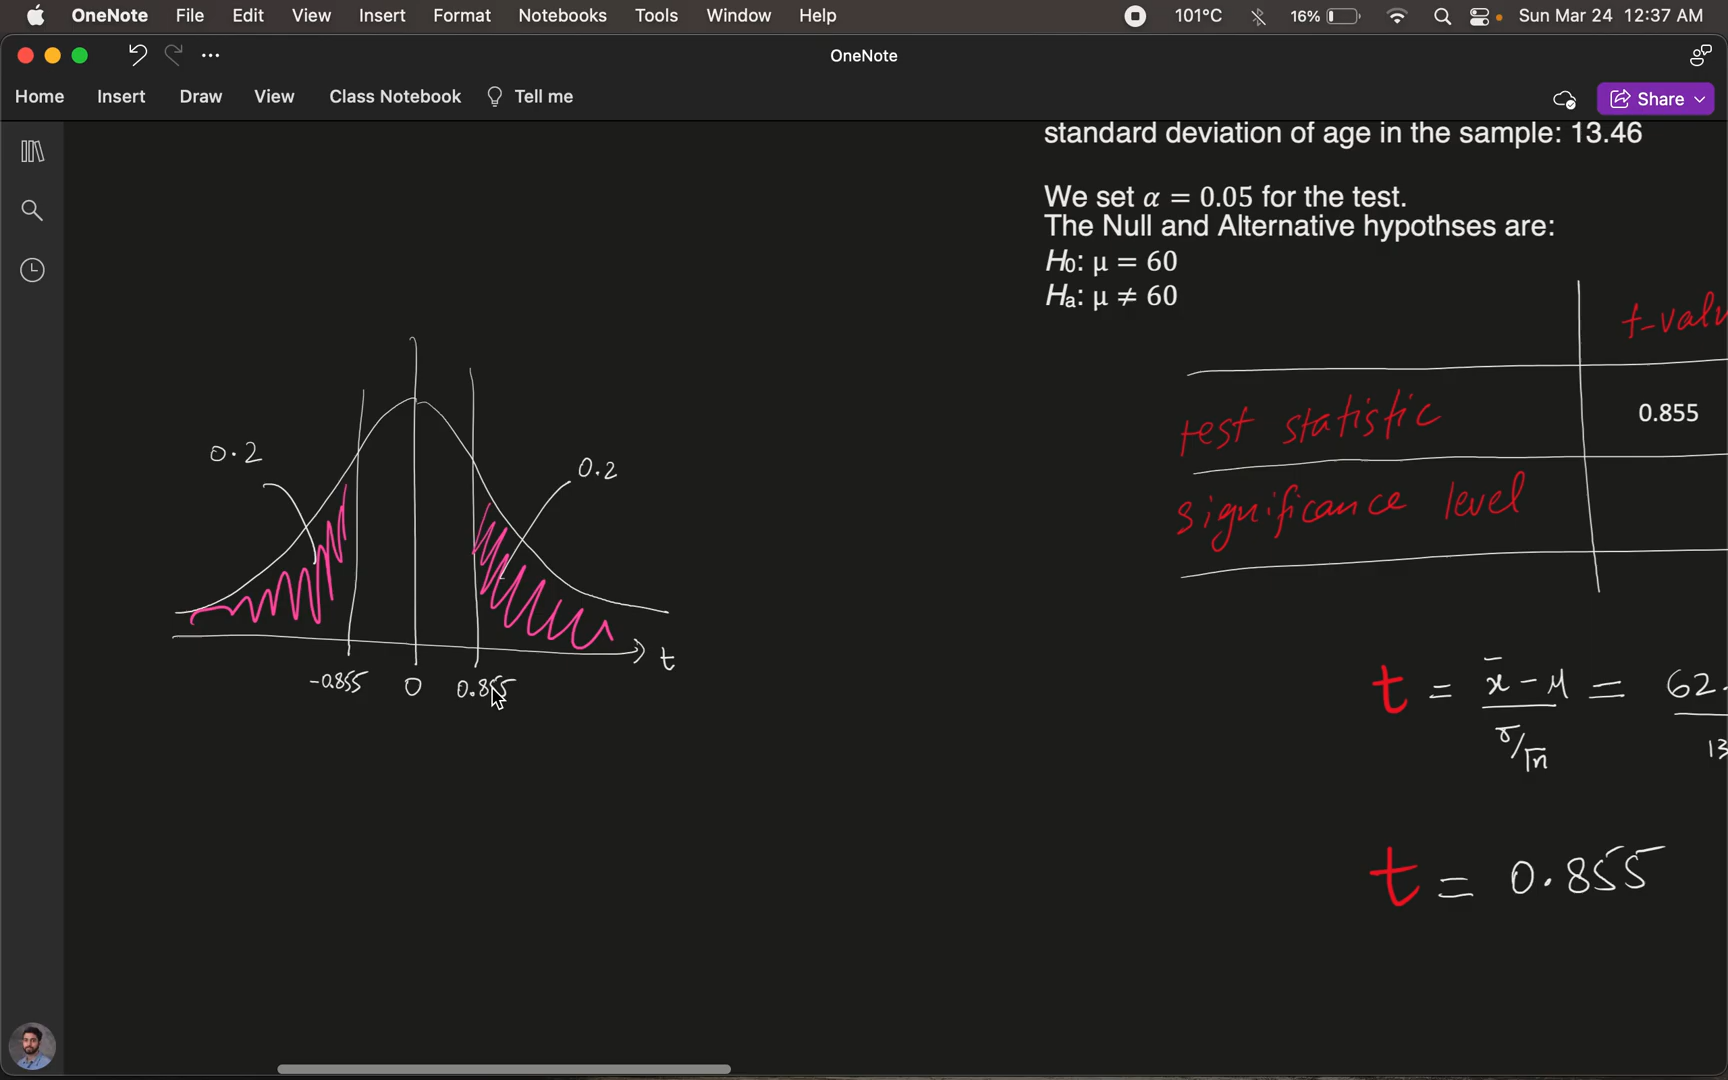 OneNote File Edit View Insert Format Notebooks Tools Window Help 101°C 16% Sun Mar 24 12:37 AM
OneNote
Home Insert Draw View Class Notebook Tell me Share
standard deviation of age in the sample: 13.46
We set α = 0.05 for the test.
The Null and Alternative hypothses are:
H0: μ = 60
Ha: μ ≠ 60
t-valu
test statistic 0.855
significance level
0.2
0.2
t
-0.855 0 0.855
t = x̄ - μ / σ/√n = 62. / 13
t = 0.855